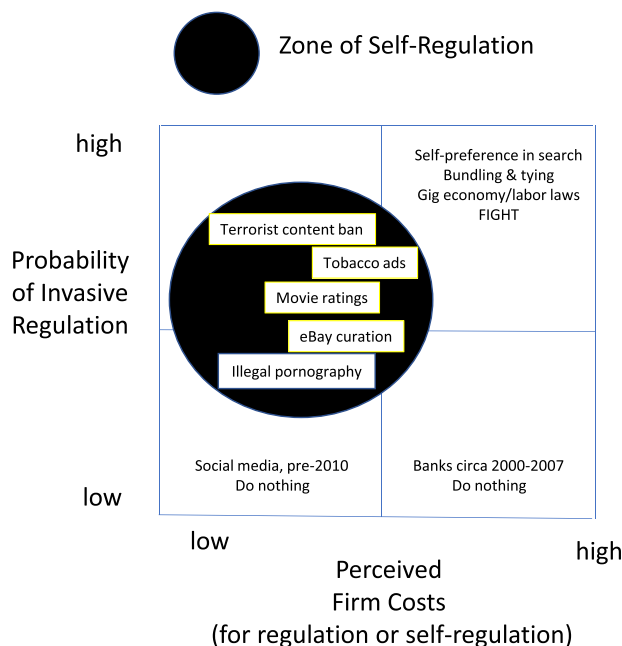 Zone of Self-Regulation
high
Self-preference in search
Bundling & tying
Gig economy/labor laws
FIGHT
Probability
of Invasive
Regulation
Terrorist content ban
Tobacco ads
Movie ratings
eBay curation
Illegal pornography
Social media, pre-2010
Do nothing
Banks circa 2000-2007
Do nothing
low
low
high
Perceived
Firm Costs
(for regulation or self-regulation)